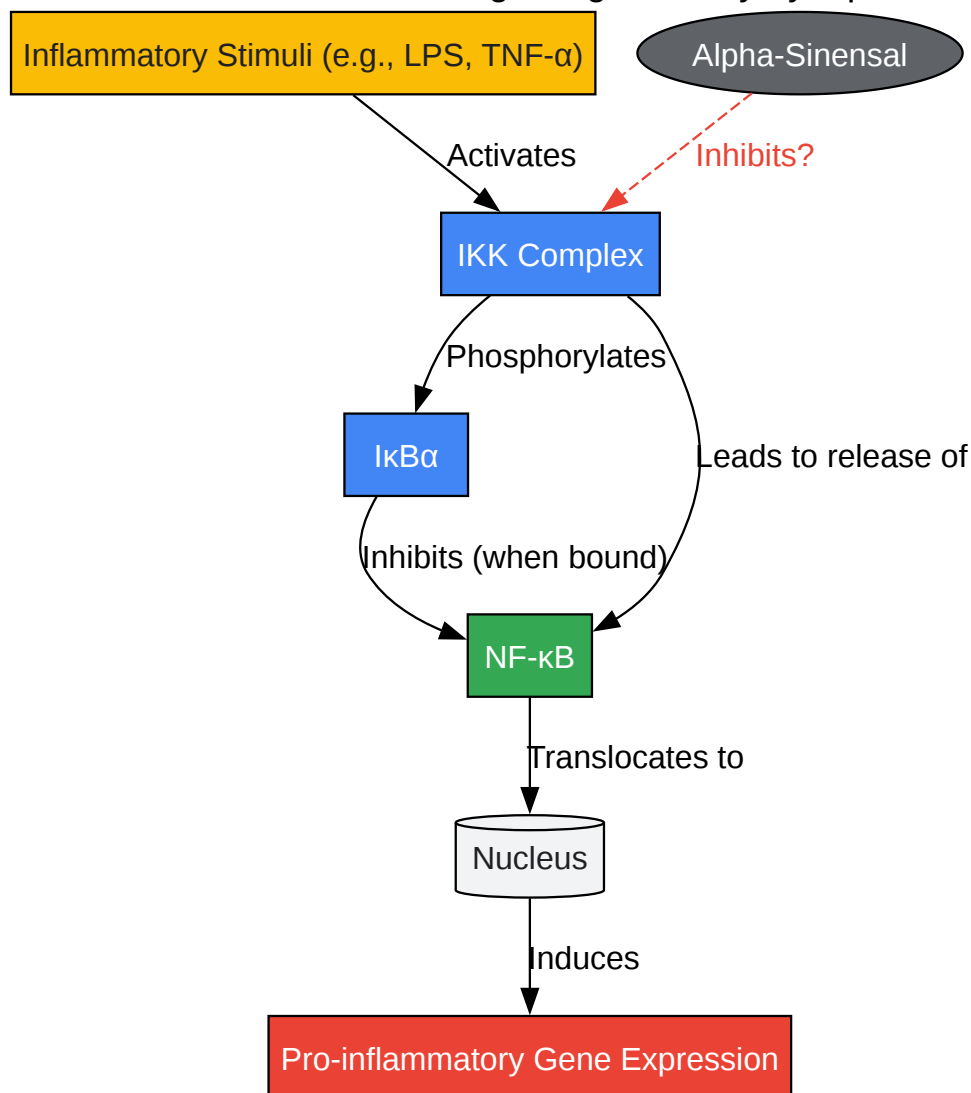 Inflammatory Stimuli (e.g., LPS, TNF-α)
Alpha-Sinensal
Activates
Inhibits?
IKK Complex
Phosphorylates
IκBα
Leads to release of
Inhibits (when bound)
NF-κB
Translocates to
Nucleus
Induces
Pro-inflammatory Gene Expression